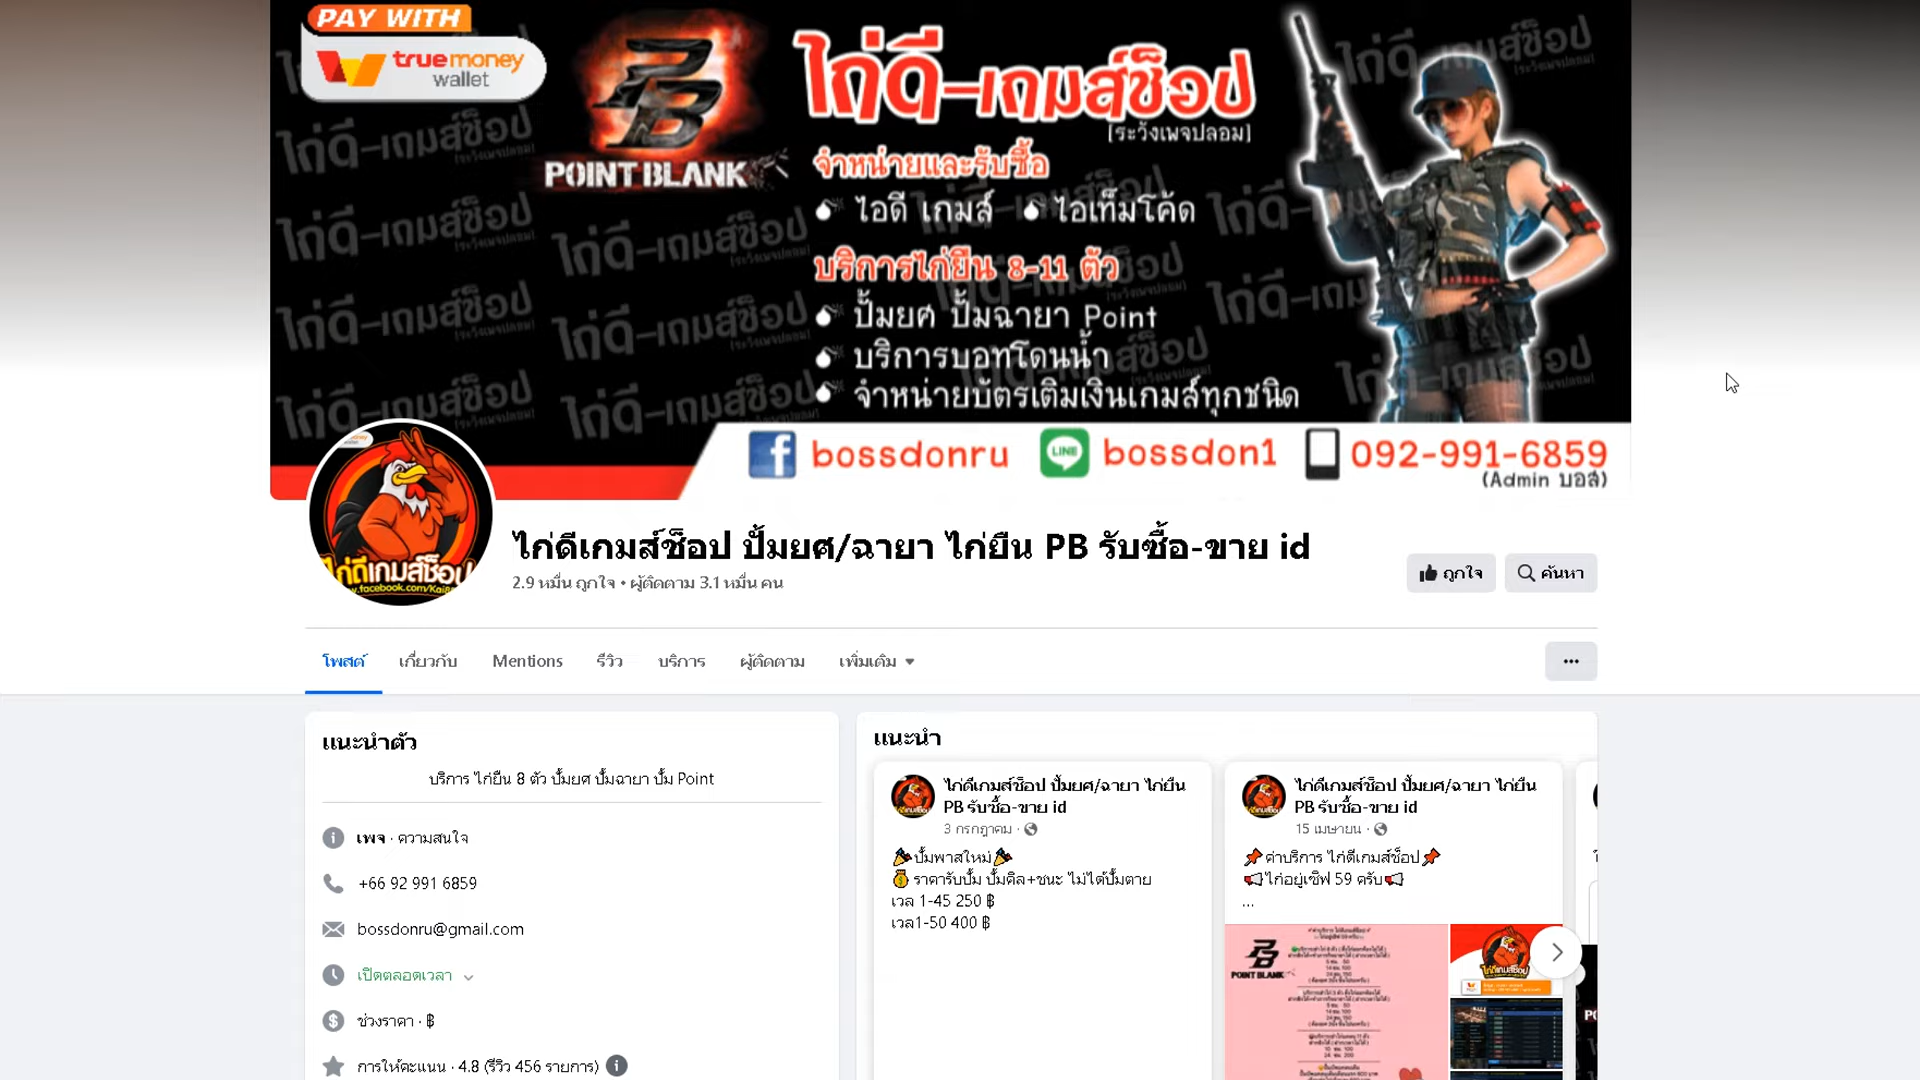 PAY WITH
truemoney
wallet
POINT BLANK
ไก่ดี-เกมส์ช็อป
[ระวังเพจปลอม]
จำหน่ายและรับซื้อ
ไอดี เกมส์ ไอเท็มโค้ด
บริการไก่ยืน 8-11 ตัว
ปั้มยศ ปั้มฉายา Point
บริการบอทโดนน้ำ
จำหน่ายบัตรเติมเงินเกมส์ทุกชนิด
bossdonru LINE bossdon1 092-991-6859
(Admin บอส)
ไก่ดีเกมส์ช็อป
ไก่ดีเกมส์ช็อป ปั้มยศ/ฉายา ไก่ยืน PB รับซื้อ-ขาย id
2.9 หมื่น ถูกใจ • ผู้ติดตาม 3.1 หมื่น คน
ถูกใจ ค้นหา
โพสต์ เกี่ยวกับ Mentions รีวิว บริการ ผู้ติดตาม เพิ่มเติม
แนะนำตัว
บริการ ไก่ยืน 8 ตัว ปั้มยศ ปั้มฉายา ปั้ม Point
เพจ · ความสนใจ
+66 92 991 6859
bossdonru@gmail.com
เปิดตลอดเวลา
ช่วงราคา · ฿
การให้คะแนน · 4.8 (รีวิว 456 รายการ)
แนะนำ
ไก่ดีเกมส์ช็อป ปั้มยศ/ฉายา ไก่ยืน
PB รับซื้อ-ขาย id
3 กรกฎาคม ·
ปั้มพาสใหม่
ราคารับปั้ม ปั้มคิล+ชนะ ไม่ได้ปั้มตาย
เวล 1-45 250 ฿
เวล1-50 400 ฿
ไก่ดีเกมส์ช็อป ปั้มยศ/ฉายา ไก่ยืน
PB รับซื้อ-ขาย id
15 เมษายน ·
ค่าบริการ ไก่ดีเกมส์ช็อป
ไก่อยู่เซิฟ 59 ครับ
...
POINT BLANK